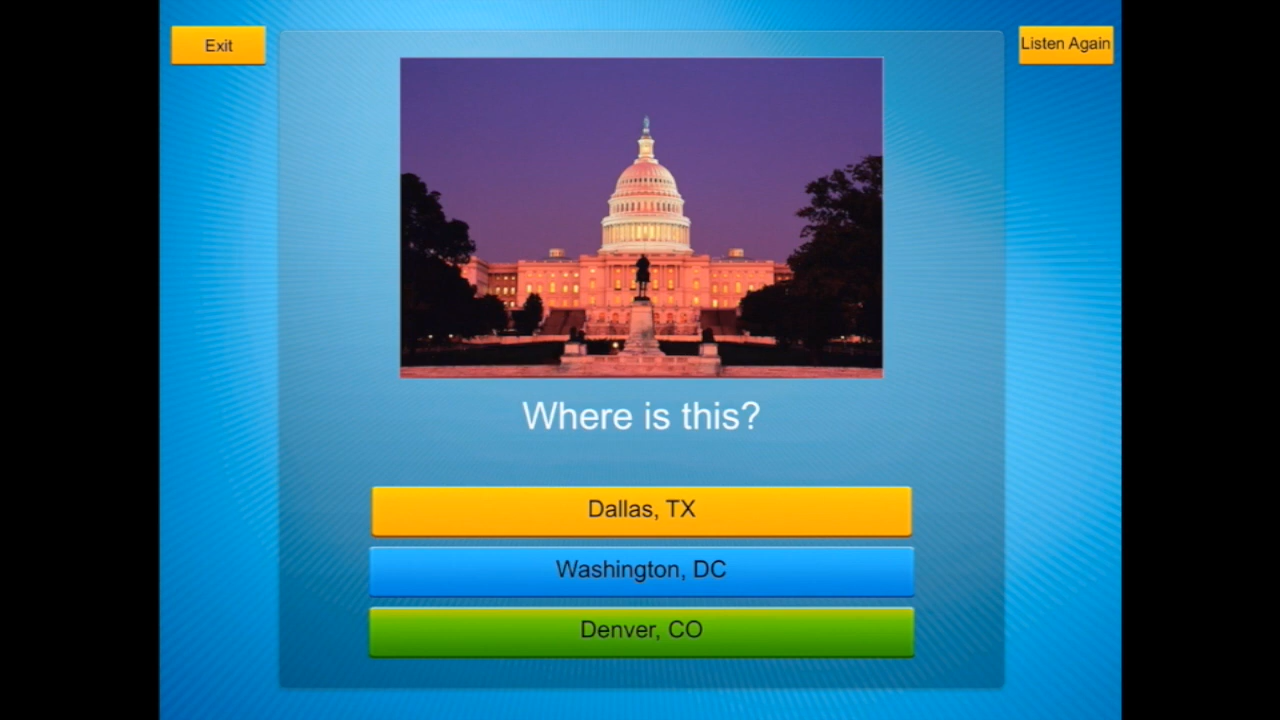 Exit
Listen Again
Where is this?
Dallas, TX
Washington, DC
Denver, CO